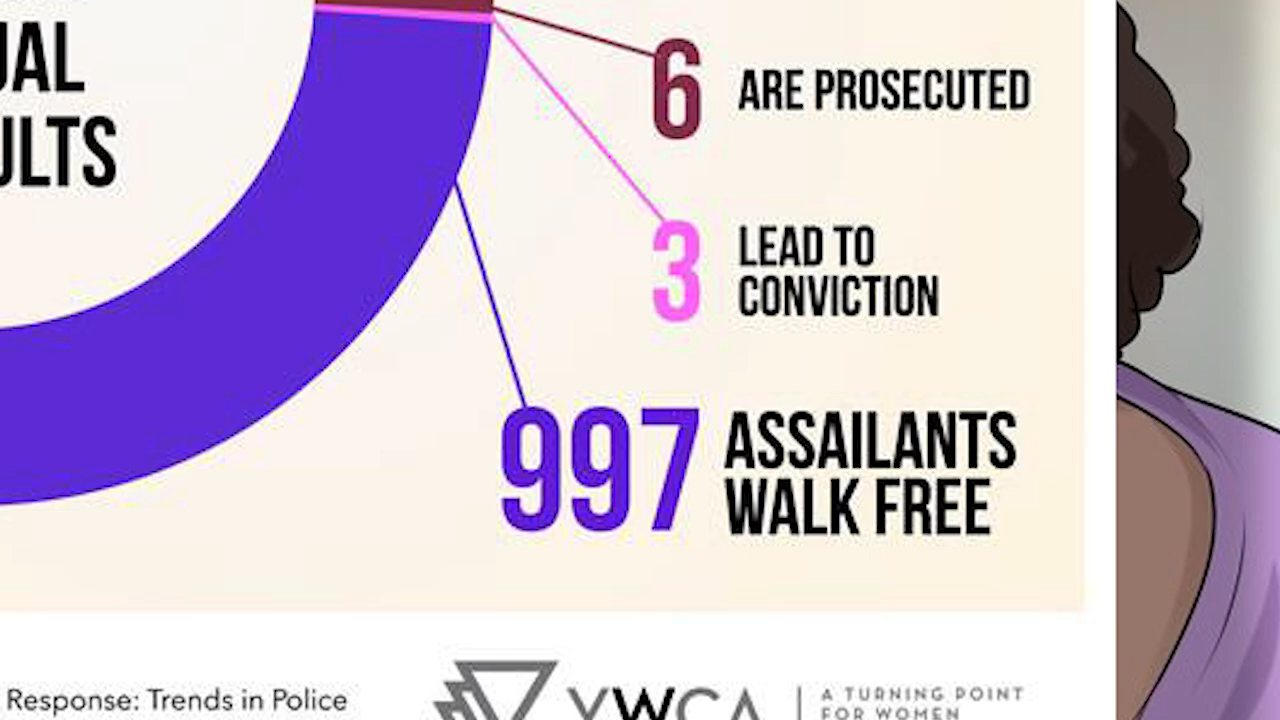 UAL
ULTS
6 ARE PROSECUTED
3 LEAD TO
CONVICTION
997 ASSAILANTS
WALK FREE
Response: Trends in Police
YWCA
A TURNING POINT
FOR WOMEN